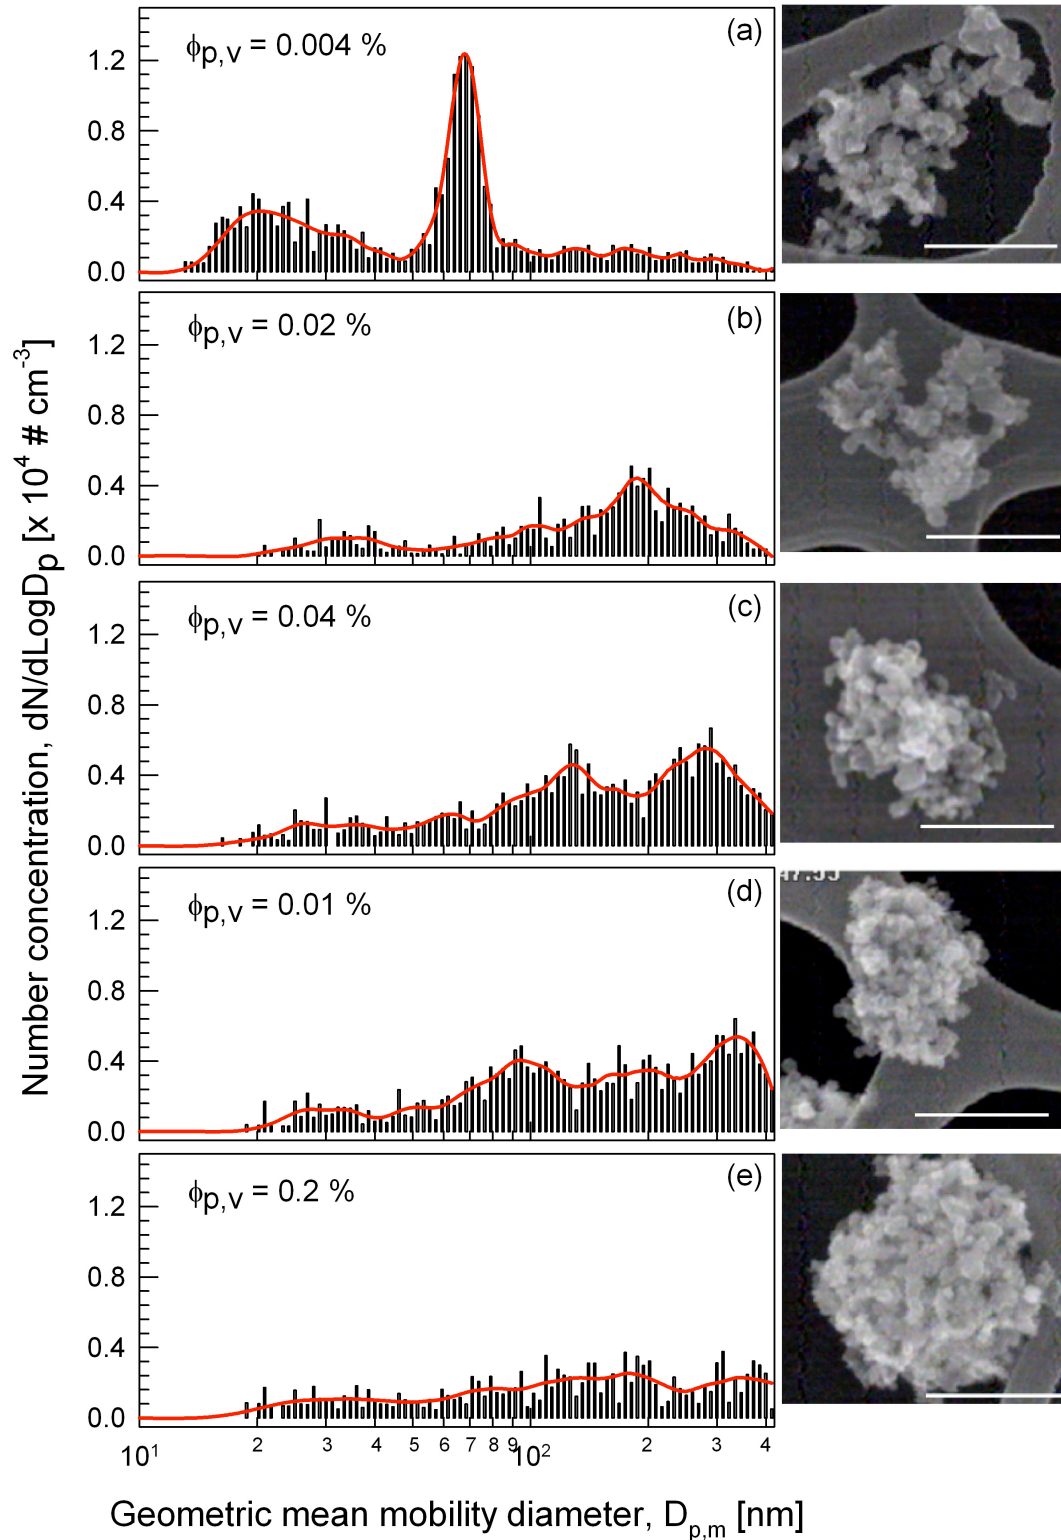 (a)
ϕp,v = 0.004 %
1.2
0.8
0.4
0.0
(b)
ϕp,v = 0.02 %
1.2
0.8
0.4
0.0
(c)
ϕp,v = 0.04 %
1.2
0.8
0.4
0.0
(d)
ϕp,v = 0.01 %
1.2
0.8
0.4
0.0
(e)
ϕp,v = 0.2 %
1.2
0.8
0.4
0.0
10¹ 2 3 4 5 6 7 8 9 10² 2 3 4
Number concentration, dN/dLogDp [x 10⁴ # cm⁻³]
Geometric mean mobility diameter, Dp,m [nm]